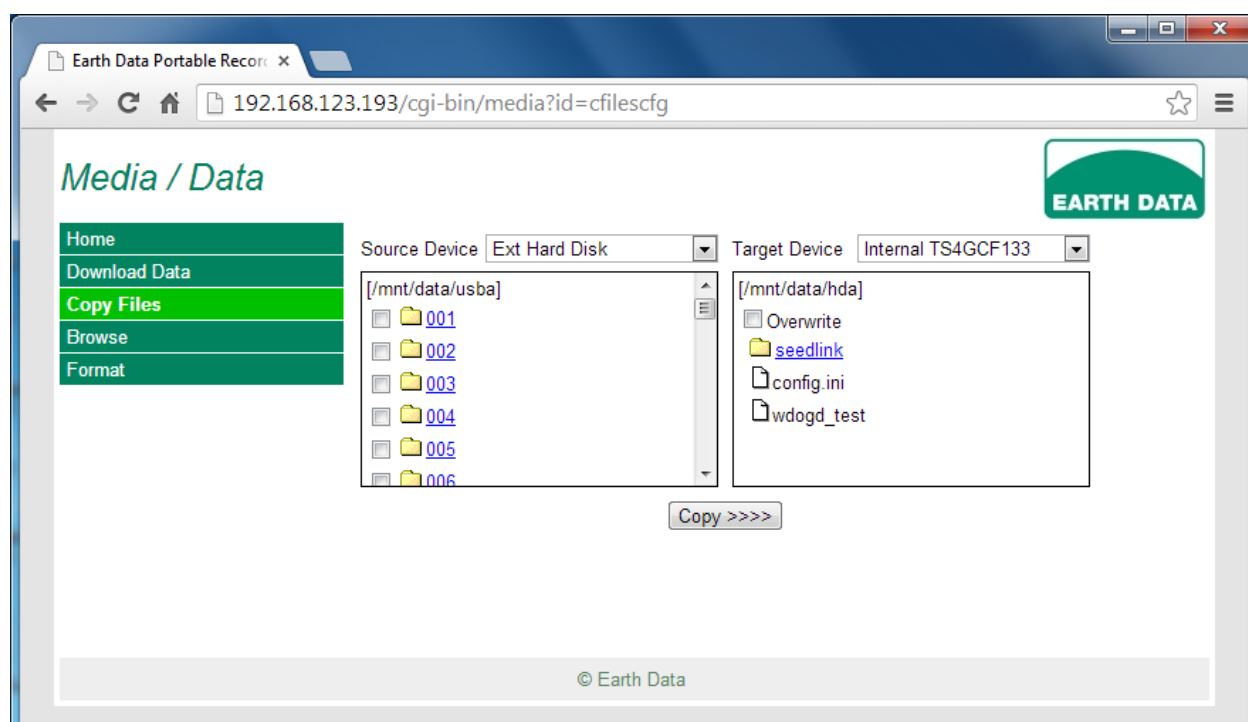 Earth Data Portable Recor
192.168.123.193/cgi-bin/media?id=cfilescfg
Media / Data
EARTH DATA
Home
Download Data
Copy Files
Browse
Format
Source Device Ext Hard Disk
[/mnt/data/usba]
001
002
003
004
005
006
Target Device Internal TS4GCF133
[/mnt/data/hda]
Overwrite
seedlink
config.ini
wdogd_test
Copy >>>>
© Earth Data